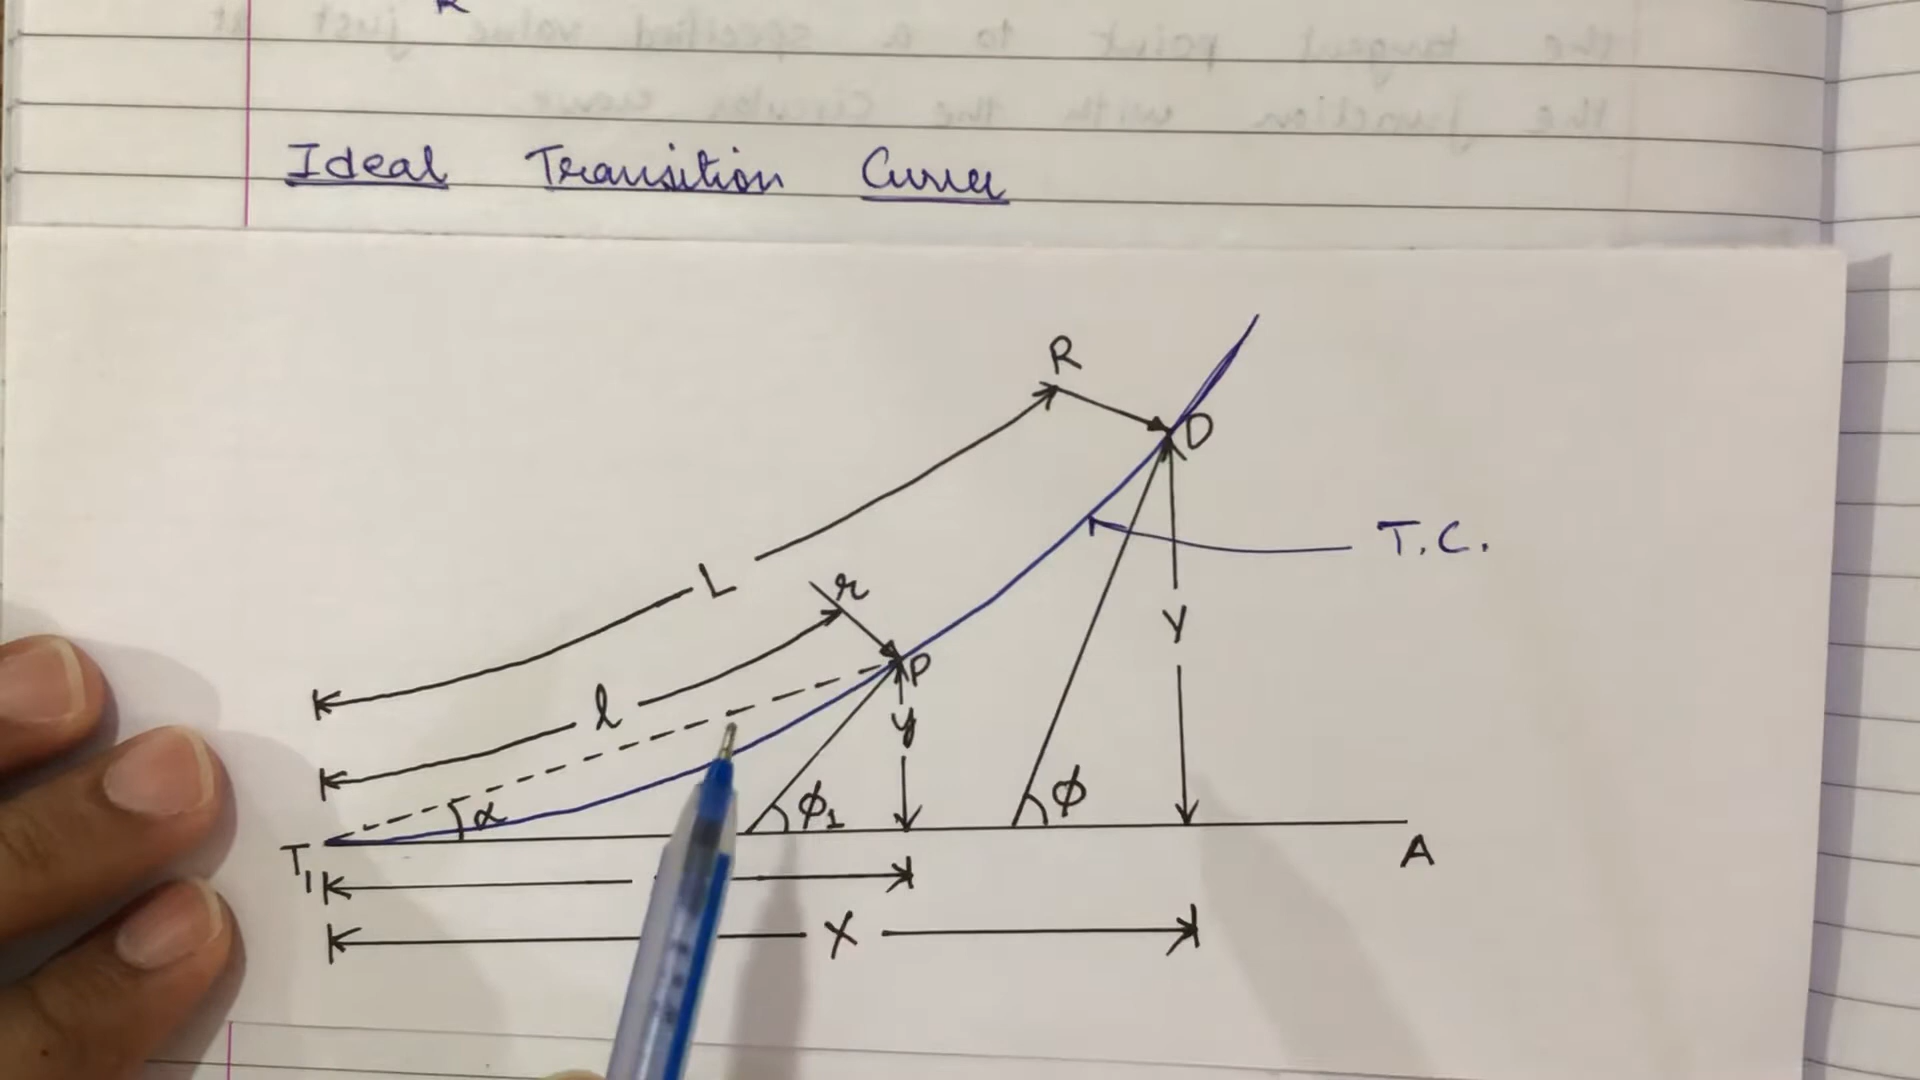 Ideal Transition Curve
R
D
T.C.
L
r
y
P
l
y
α
ϕ1
ϕ
T1
A
X